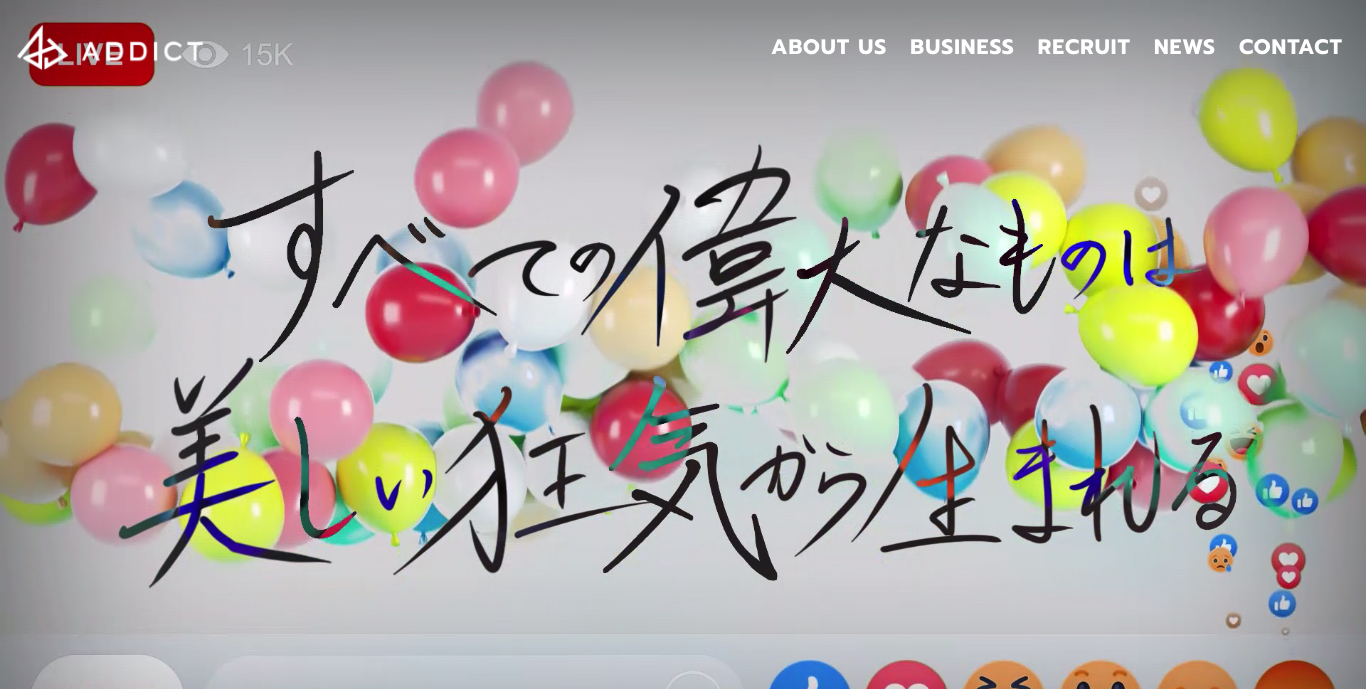 LIVE
ADDICT
15K
ABOUT US BUSINESS RECRUIT NEWS CONTACT
すべての偉大なものは
美しい狂気から生まれる